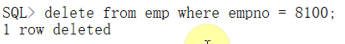 SQL> delete from emp where empno = 8100;
1 row deleted